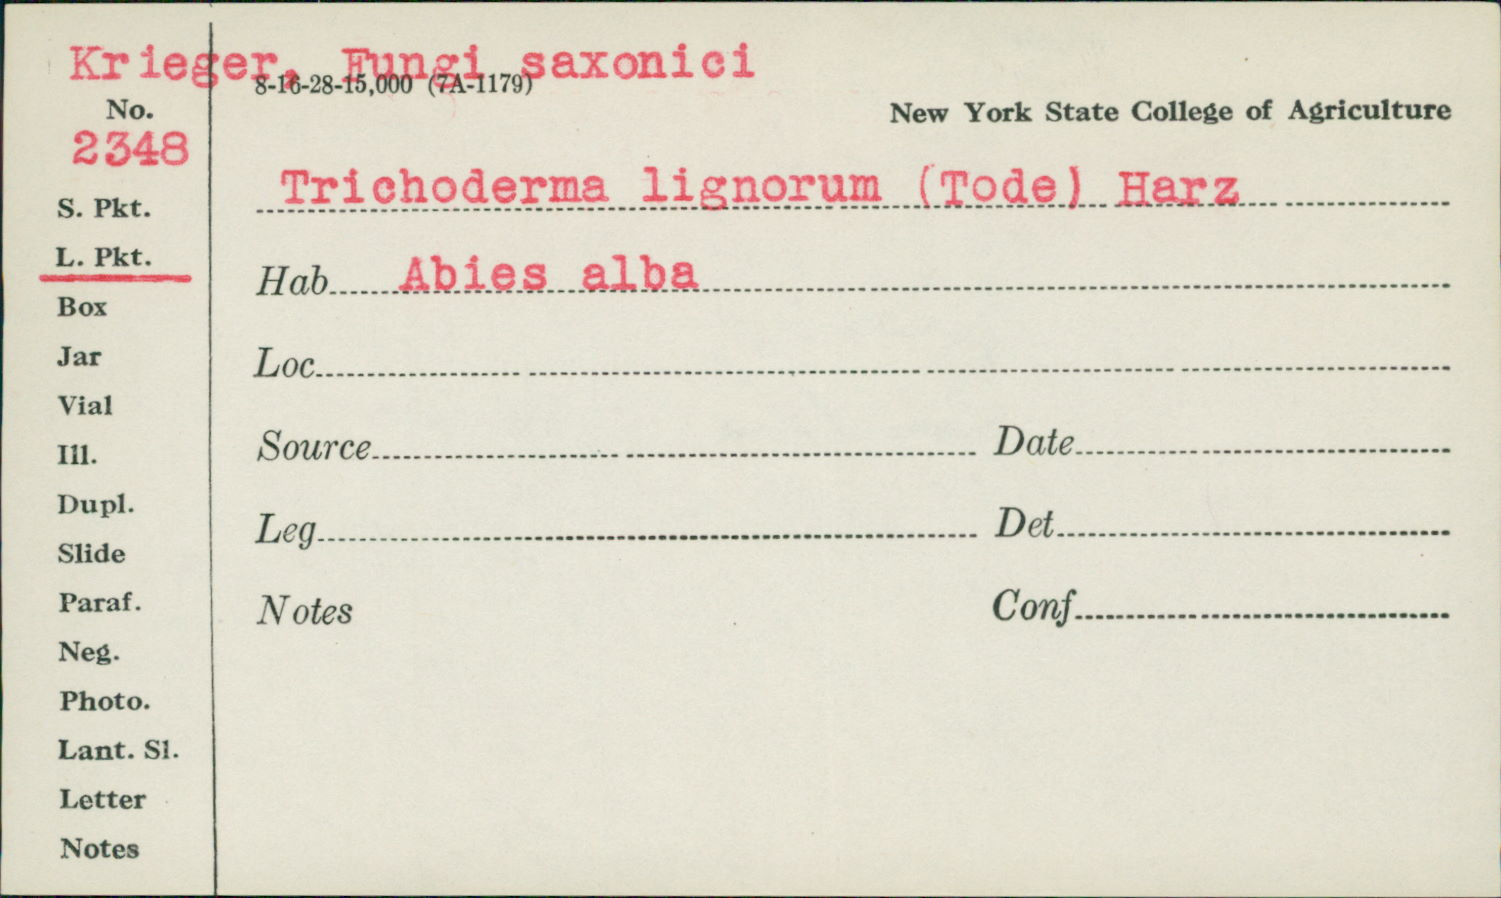 Krieger, Fungi saxonici
8-16-28-15,000 (7A-1179)
No.
New York State College of Agriculture
2348
Trichoderma lignorum (Tode) Harz
S. Pkt.
L. Pkt.
Hab Abies alba
Box
Jar
Loc
Vial
Ill.
Source Date
Dupl.
Leg Det
Slide
Paraf.
Notes Conf
Neg.
Photo.
Lant. Sl.
Letter
Notes